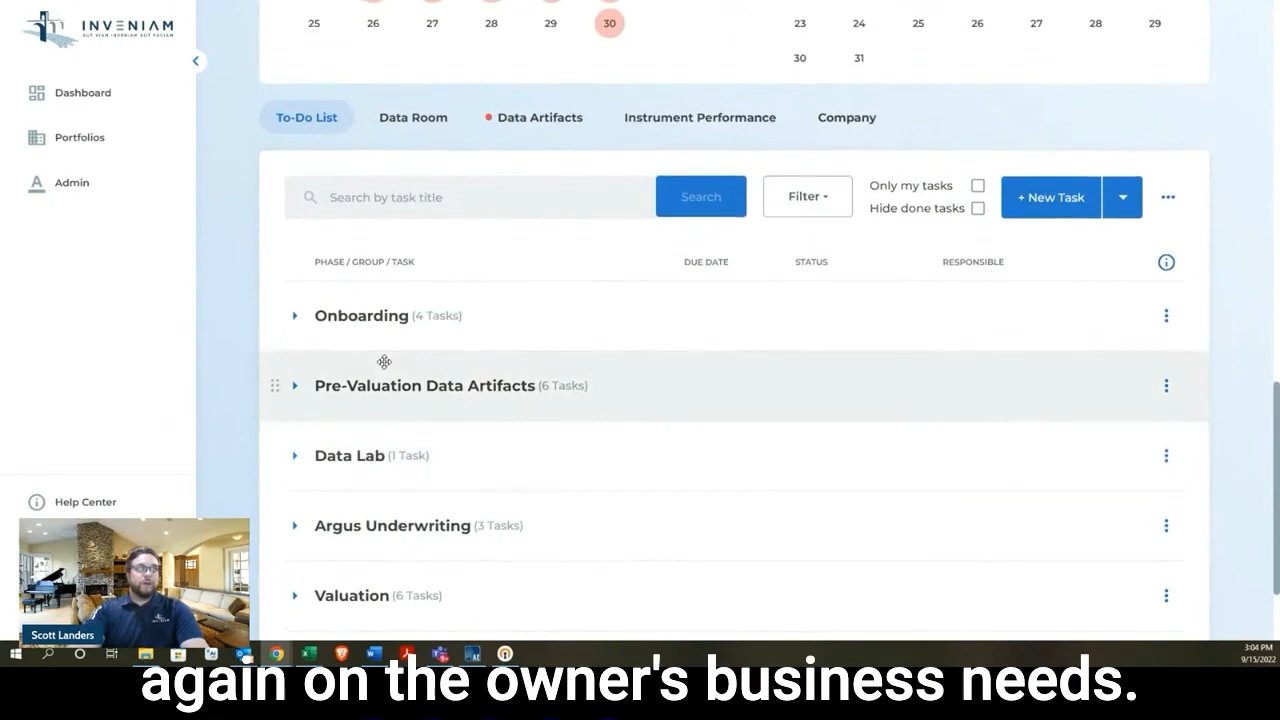 INVENIAM
AUT VIAM INVENIAM AUT FACIAM
25 26 27 28 29 30
23 24 25 26 27 28 29
30 31
Dashboard
Portfolios
Admin
Help Center
To-Do List Data Room Data Artifacts Instrument Performance Company
Search by task title Search Filter
Only my tasks
Hide done tasks
+ New Task
PHASE / GROUP / TASK DUE DATE STATUS RESPONSIBLE
Onboarding (4 Tasks)
Pre-Valuation Data Artifacts (6 Tasks)
Data Lab (1 Task)
Argus Underwriting (3 Tasks)
Valuation (6 Tasks)
INVENIAM
Scott Landers
3:04 PM
9/15/2022
again on the owner's business needs.